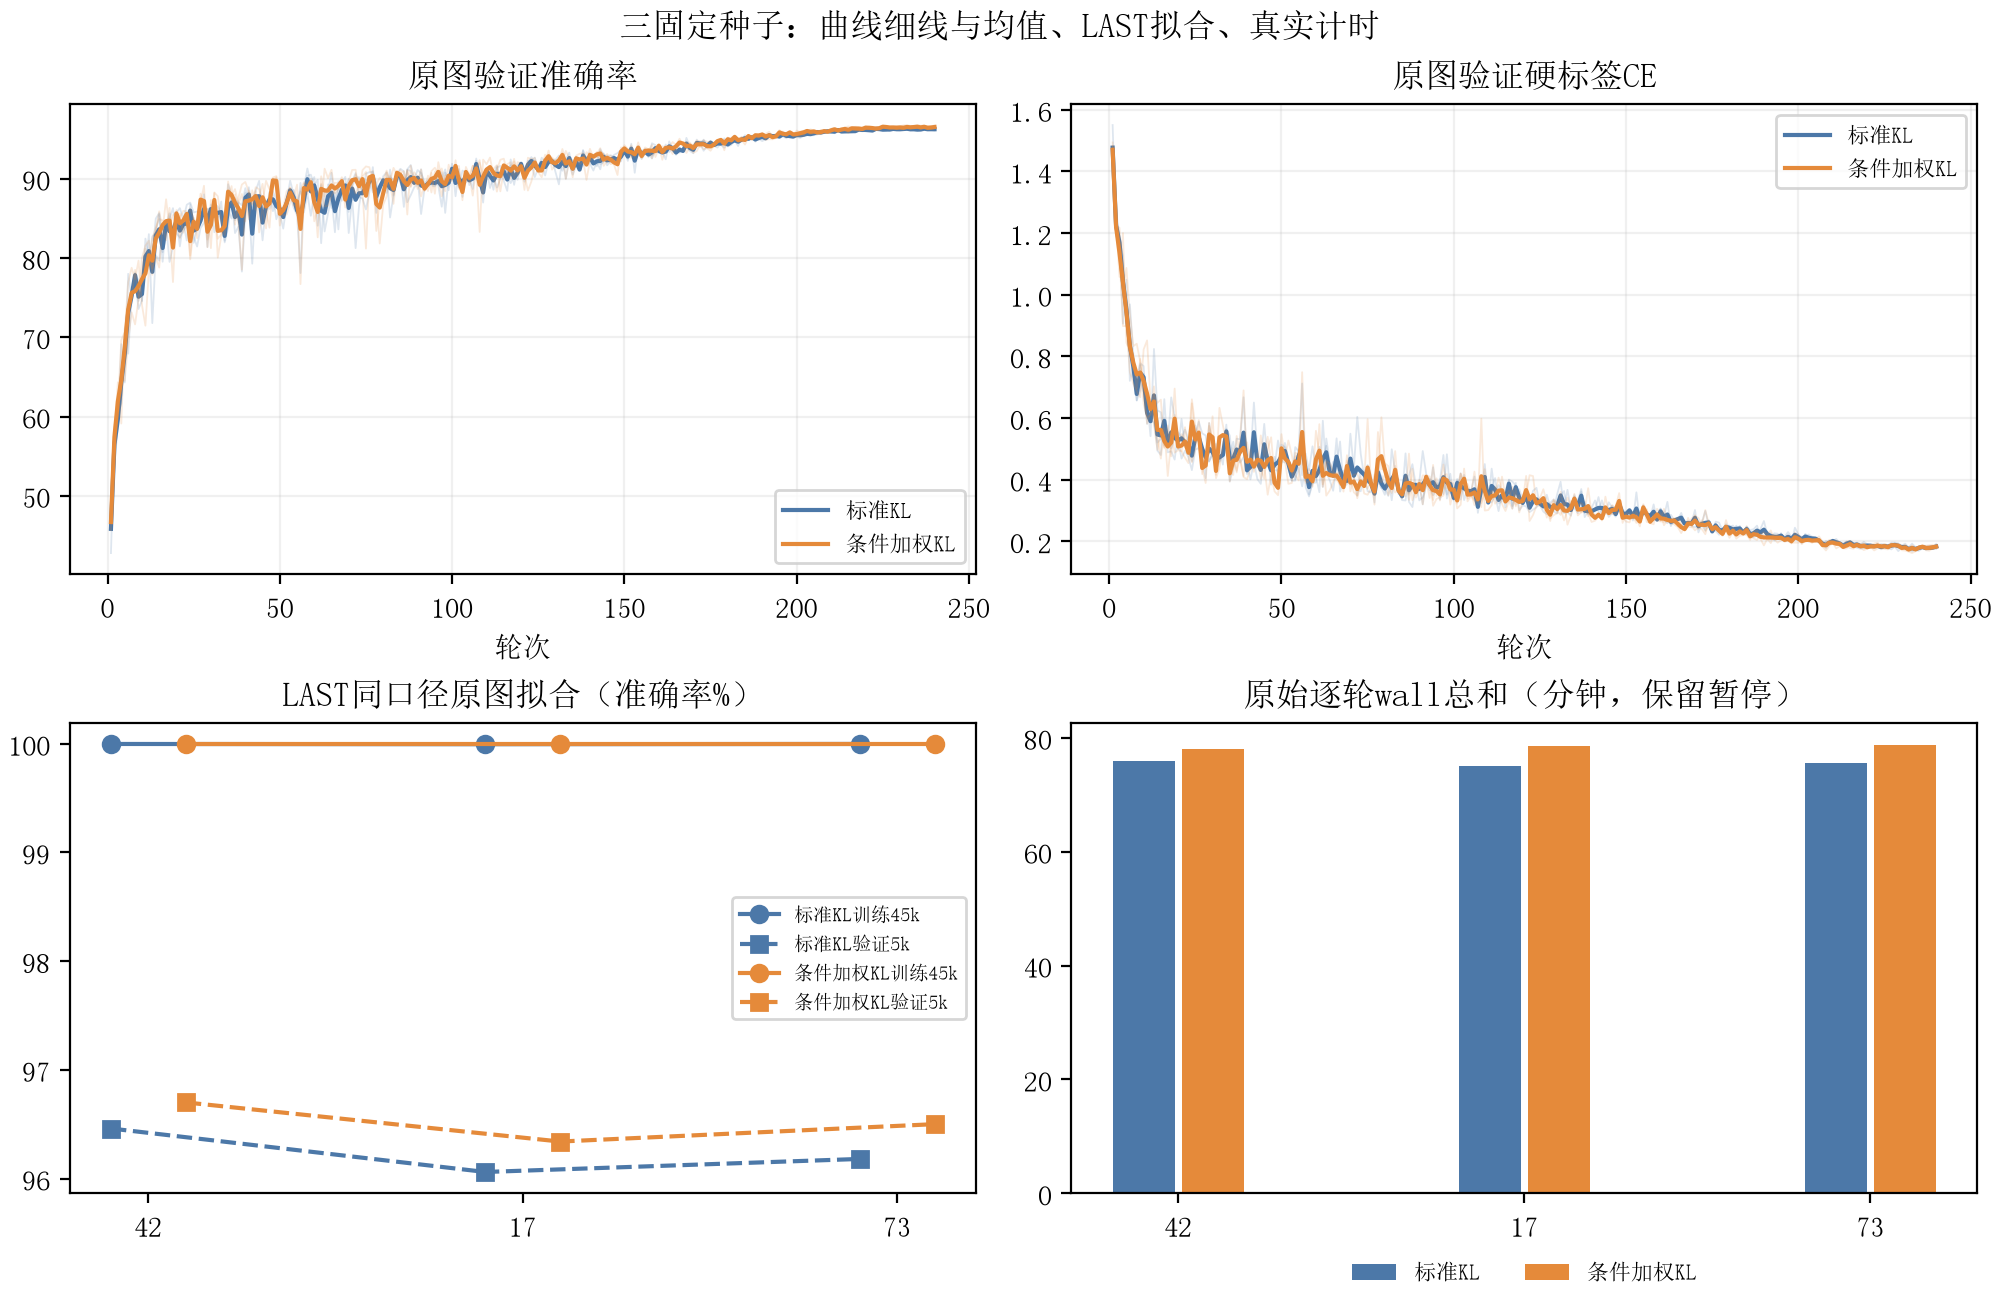 三固定种子：曲线细线与均值、LAST拟合、真实计时
原图验证准确率
90
80
70
60
50
标准KL
条件加权KL
0 50 100 150 200 250
轮次
原图验证硬标签CE
1.6
1.4
1.2
1.0
0.8
0.6
0.4
0.2
标准KL
条件加权KL
0 50 100 150 200 250
轮次
LAST同口径原图拟合（准确率%）
100
99
98
97
96
标准KL训练45k
标准KL验证5k
条件加权KL训练45k
条件加权KL验证5k
42 17 73
原始逐轮wall总和（分钟，保留暂停）
80
60
40
20
0
42 17 73
标准KL 条件加权KL